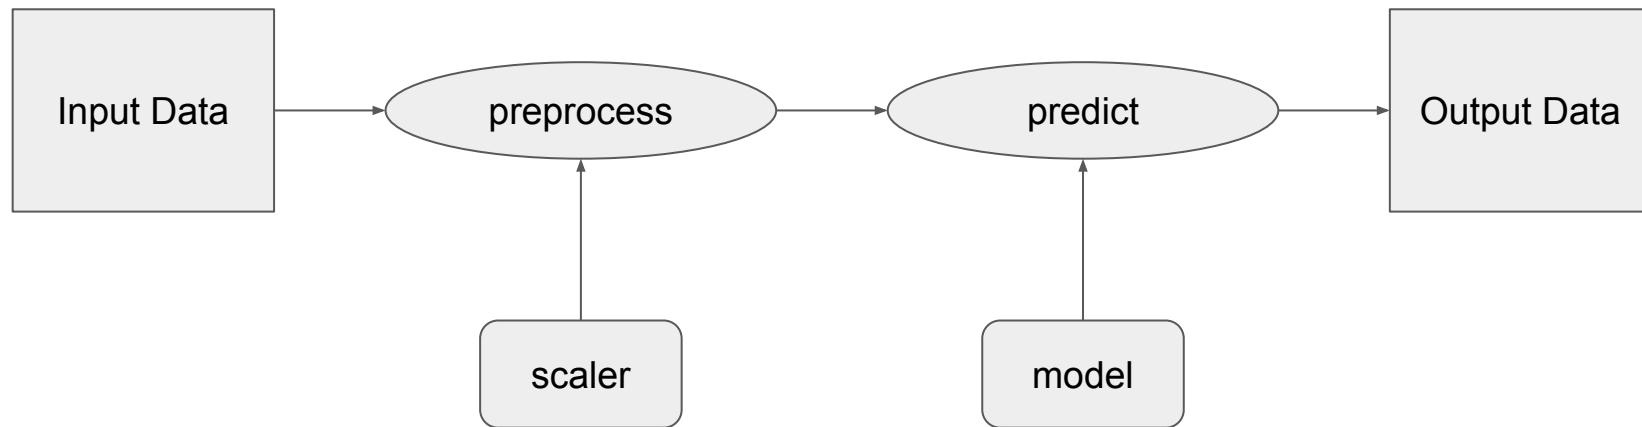 Input Data
preprocess
predict
Output Data
scaler
model